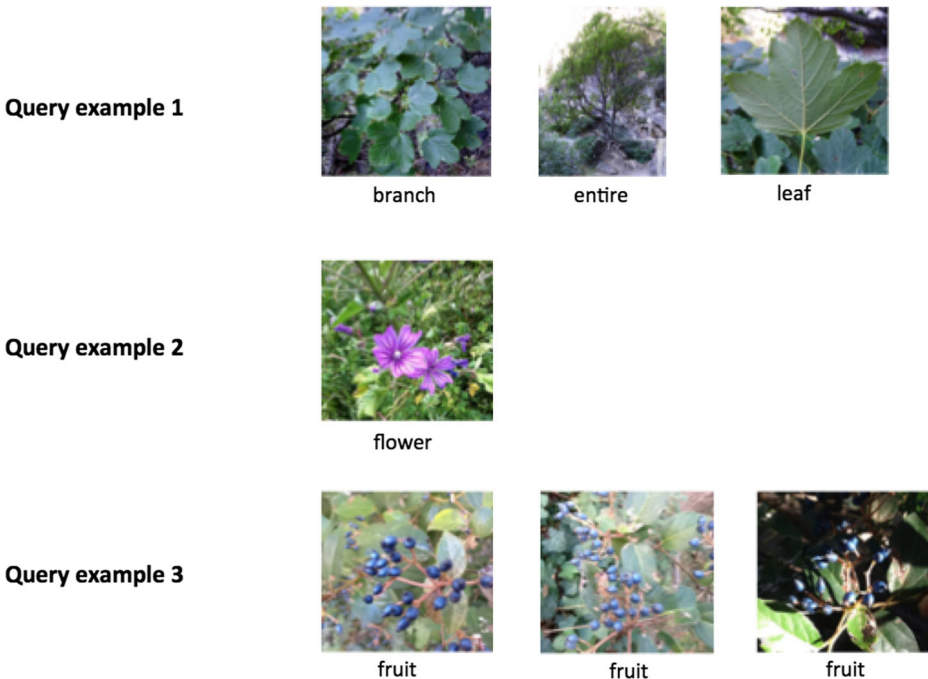 Query example 1
branch
entire
leaf
Query example 2
flower
Query example 3
fruit
fruit
fruit